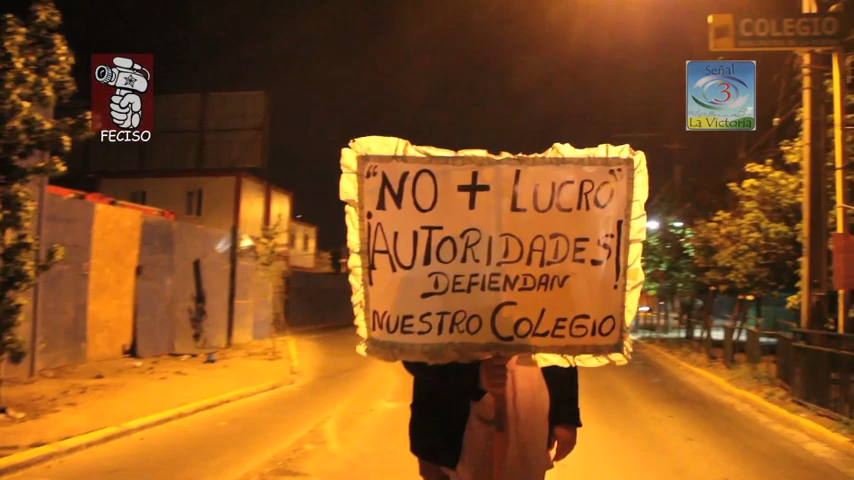 FECISO
Señal
3
La Victoria
COLEGIO
"NO + LUCRO"
¡AUTORIDADES!
DEFIENDAN
NUESTRO COLEGIO